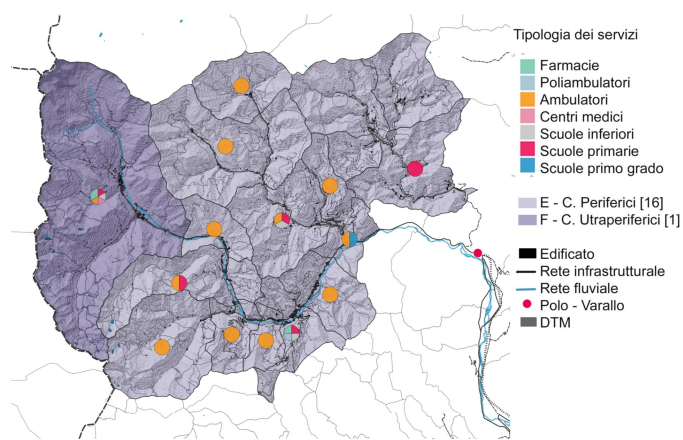 Tipologia dei servizi
Farmacie
Poliambulatori
Ambulatori
Centri medici
Scuole inferiori
Scuole primarie
Scuole primo grado
E - C. Periferici [16]
F - C. Utraperiferici [1]
Edificato
Rete infrastrutturale
Rete fluviale
Polo - Varallo
DTM